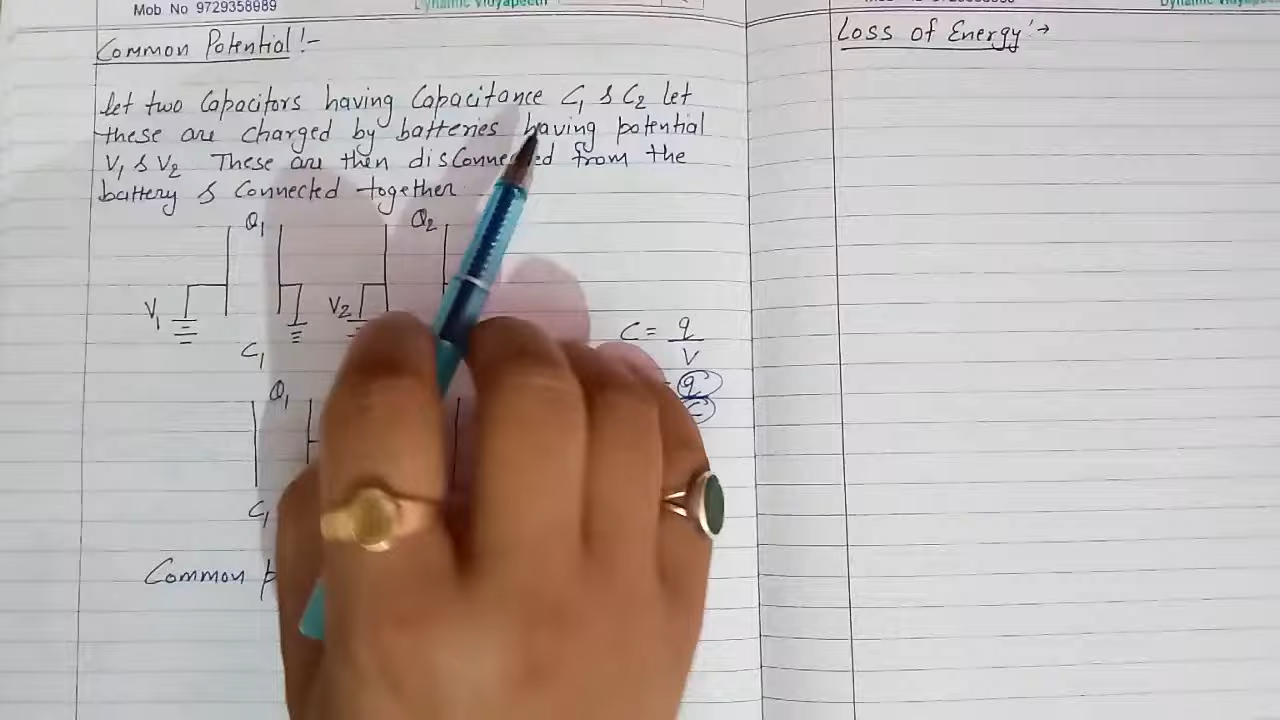 Mob No 9729358989
Dynamic Vidyapeeth
Common Potential !-
Let two Capacitors having Capacitance C1 & C2 Let
these are charged by batteries having potential
V1 & V2 These are then disconnected from the
battery & Connected together
Q1 Q2
V1 V2
C1
C = q
V
= q
C
Q1
C1
Common p
Loss of Energy :→